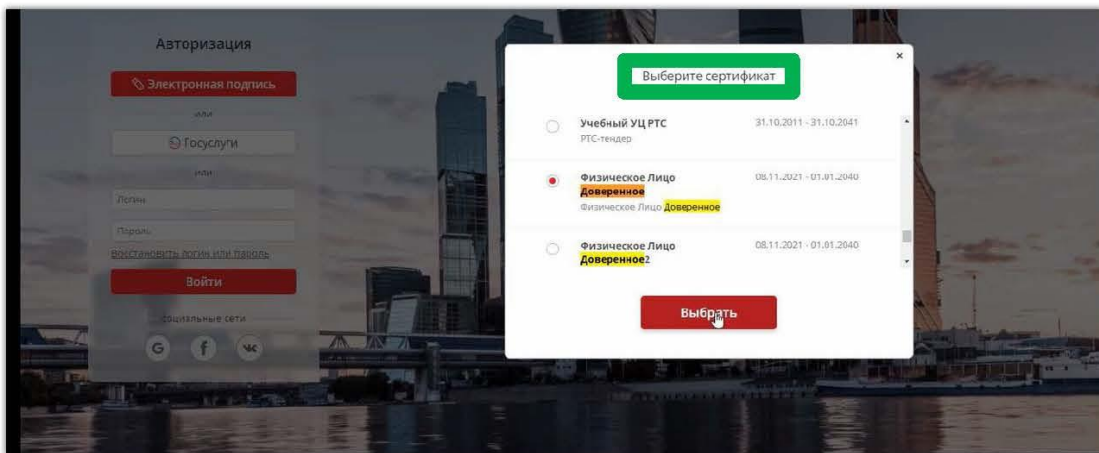 Авторизация
Электронная подпись
или
Госуслуги
или
Логин
Пароль
Восстановить логин или пароль
Войти
социальные сети
Выберите сертификат
×
Учебный УЦ РТС 31.10.2011 - 31.10.2041
РТС-тендер
Физическое Лицо 08.11.2021 - 01.01.2040
Доверенное
Физическое Лицо Доверенное
Физическое Лицо 08.11.2021 - 01.01.2040
Доверенное2
Выбрать